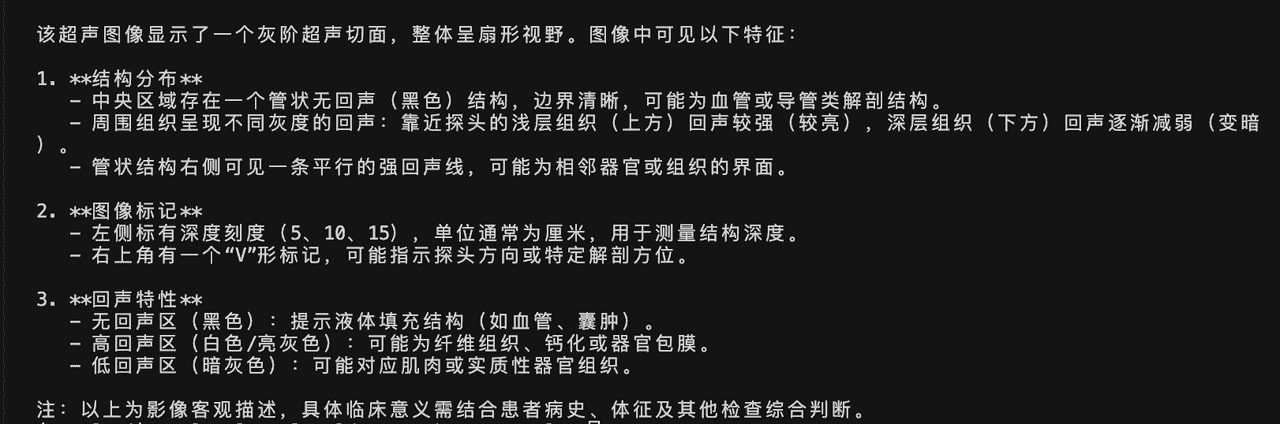 该超声图像显示了一个灰阶超声切面，整体呈扇形视野。图像中可见以下特征：
1. **结构分布**
- 中央区域存在一个管状无回声（黑色）结构，边界清晰，可能为血管或导管类解剖结构。
- 周围组织呈现不同灰度的回声：靠近探头的浅层组织（上方）回声较强（较亮），深层组织（下方）回声逐渐减弱（变暗
）。
- 管状结构右侧可见一条平行的强回声线，可能为相邻器官或组织的界面。
2. **图像标记**
- 左侧标有深度刻度（5、10、15），单位通常为厘米，用于测量结构深度。
- 右上角有一个“V”形标记，可能指示探头方向或特定解剖方位。
3. **回声特性**
- 无回声区（黑色）：提示液体填充结构（如血管、囊肿）。
- 高回声区（白色/亮灰色）：可能为纤维组织、钙化或器官包膜。
- 低回声区（暗灰色）：可能对应肌肉或实质性器官组织。
注：以上为影像客观描述，具体临床意义需结合患者病史、体征及其他检查综合判断。